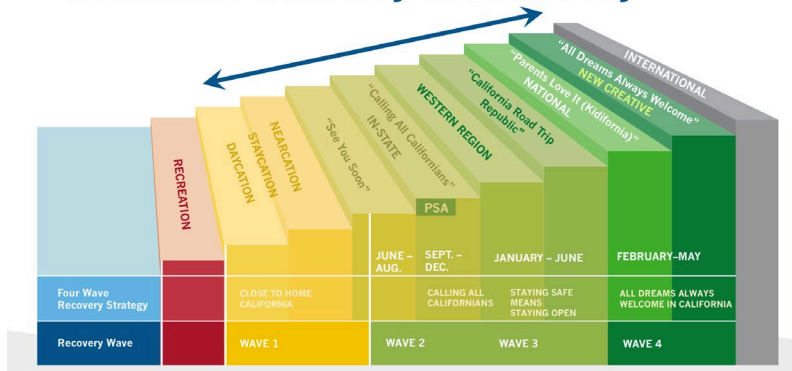 RECREATION
DAYCATION
STAYCATION
NEARCATION
"See You Soon"
"Calling All Californians"
IN-STATE
WESTERN REGION
"California Road Trip
Republic"
"Parents Love It (Kidifornia)"
NATIONAL
"All Dreams Always Welcome"
NEW CREATIVE
INTERNATIONAL
PSA
JUNE –
AUG.
SEPT. –
DEC.
JANUARY – JUNE
FEBRUARY–MAY
Four Wave
Recovery Strategy
CLOSE TO HOME
CALIFORNIA
CALLING ALL
CALIFORNIANS
STAYING SAFE
MEANS
STAYING OPEN
ALL DREAMS ALWAYS
WELCOME IN CALIFORNIA
Recovery Wave
WAVE 1
WAVE 2
WAVE 3
WAVE 4